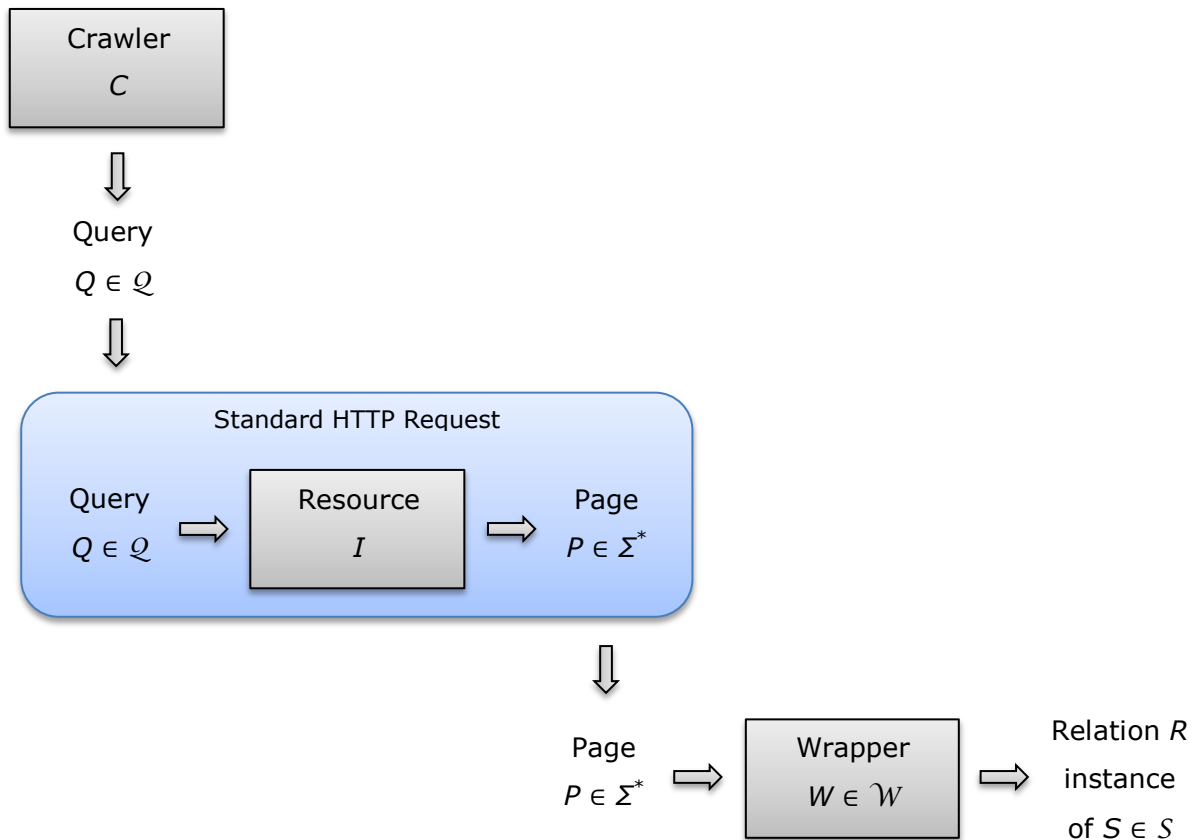 Crawler
C
Query
Q ∈ 𝒬
Standard HTTP Request
Query
Q ∈ 𝒬
Resource
I
Page
P ∈ Σ*
Page
P ∈ Σ*
Wrapper
W ∈ 𝒲
Relation R
instance
of S ∈ 𝒮